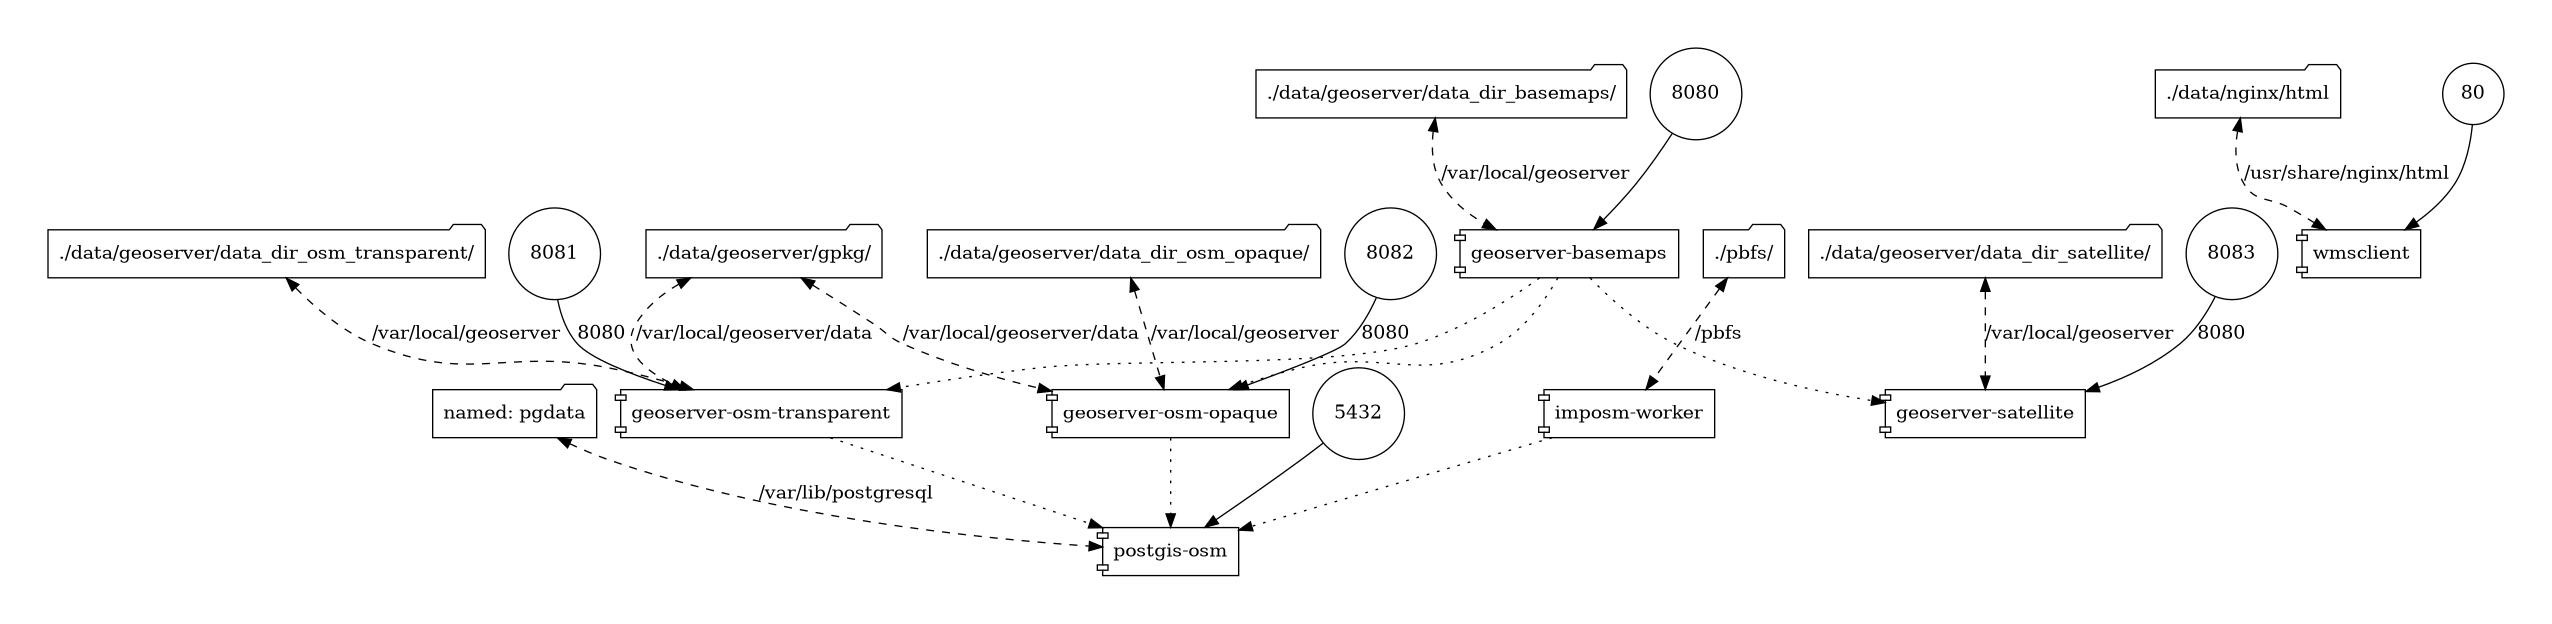 ./data/geoserver/data_dir_basemaps/
8080
./data/nginx/html
80
/var/local/geoserver
/usr/share/nginx/html
./data/geoserver/data_dir_osm_transparent/
8081
./data/geoserver/gpkg/
./data/geoserver/data_dir_osm_opaque/
8082
geoserver-basemaps
./pbfs/
./data/geoserver/data_dir_satellite/
8083
wmsclient
/var/local/geoserver
8080
/var/local/geoserver/data
/var/local/geoserver/data
/var/local/geoserver
8080
/pbfs
/var/local/geoserver
8080
named: pgdata
geoserver-osm-transparent
geoserver-osm-opaque
5432
imposm-worker
geoserver-satellite
/var/lib/postgresql
postgis-osm